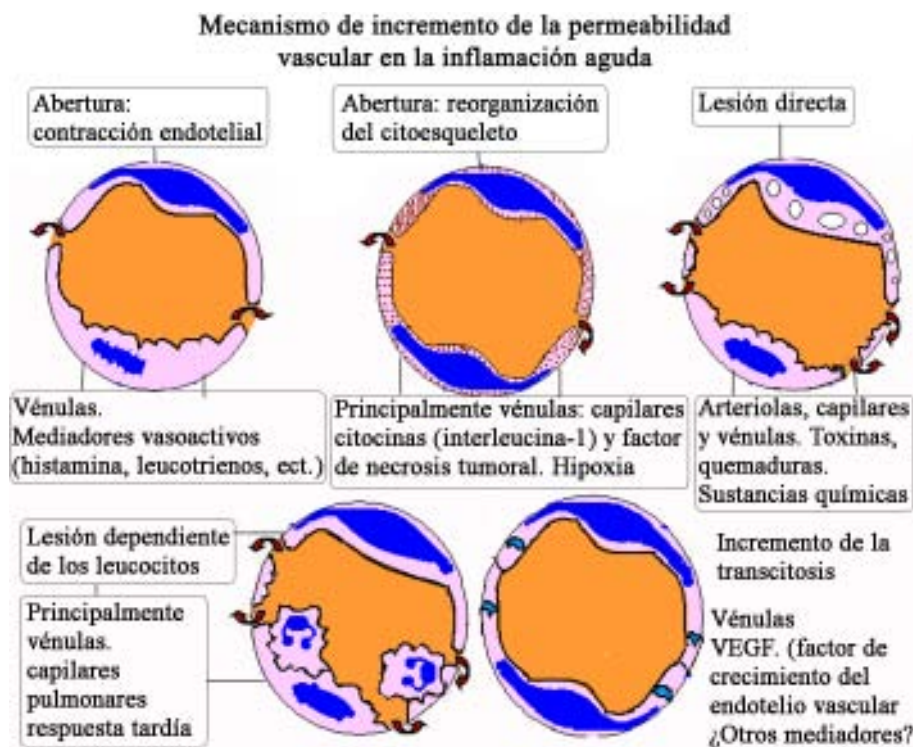 Mecanismo de incremento de la permeabilidad
vascular en la inflamación aguda
Abertura:
contracción endotelial
Abertura: reorganización
del citoesqueleto
Lesión directa
Vénulas.
Mediadores vasoactivos
(histamina, leucotrienos, ect.)
Principalmente vénulas: capilares
citocinas (interleucina-1) y factor
de necrosis tumoral. Hipoxia
Arteriolas, capilares
y vénulas. Toxinas,
quemaduras.
Sustancias químicas
Lesión dependiente
de los leucocitos
Principalmente
vénulas.
capilares
pulmonares
respuesta tardía
Incremento de la
transcitosis
Vénulas
VEGF. (factor de
crecimiento del
endotelio vascular
¿Otros mediadores?